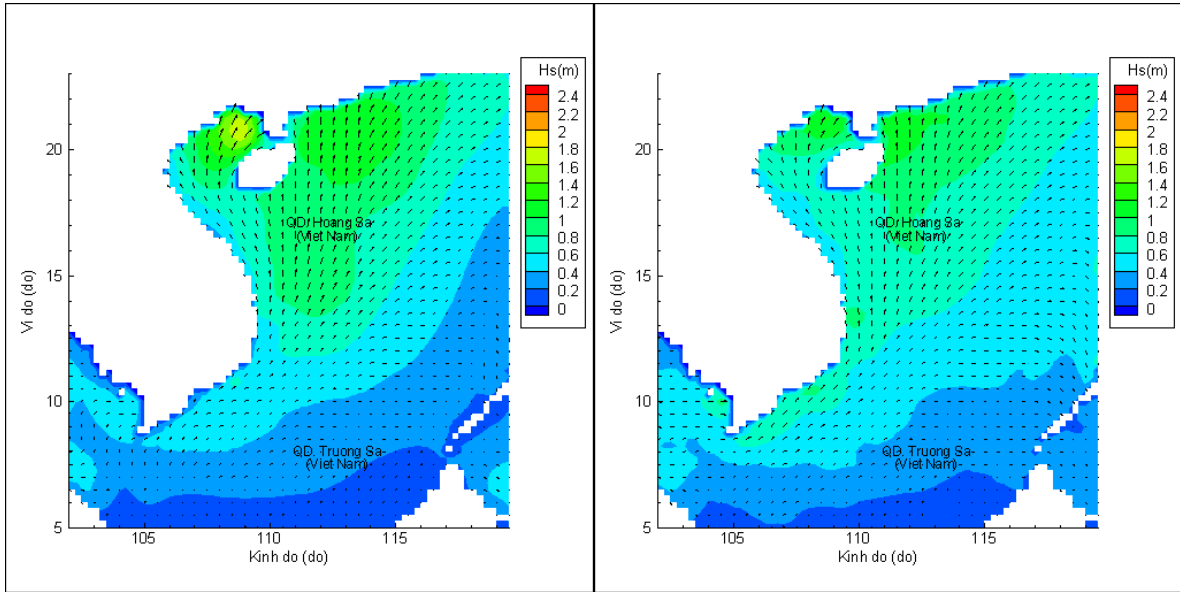 Hs(m)
2.4
2.2
2
1.8
1.6
1.4
1.2
1
0.8
0.6
0.4
0.2
0
20
15
10
5
Vi do (do)
QD. Hoang Sa
(Viet Nam)
QD. Truong Sa
(Viet Nam)
105
110
115
Kinh do (do)
Hs(m)
2.4
2.2
2
1.8
1.6
1.4
1.2
1
0.8
0.6
0.4
0.2
0
20
15
10
5
Vi do (do)
QD. Hoang Sa
(Viet Nam)
QD. Truong Sa
(Viet Nam)
105
110
115
Kinh do (do)